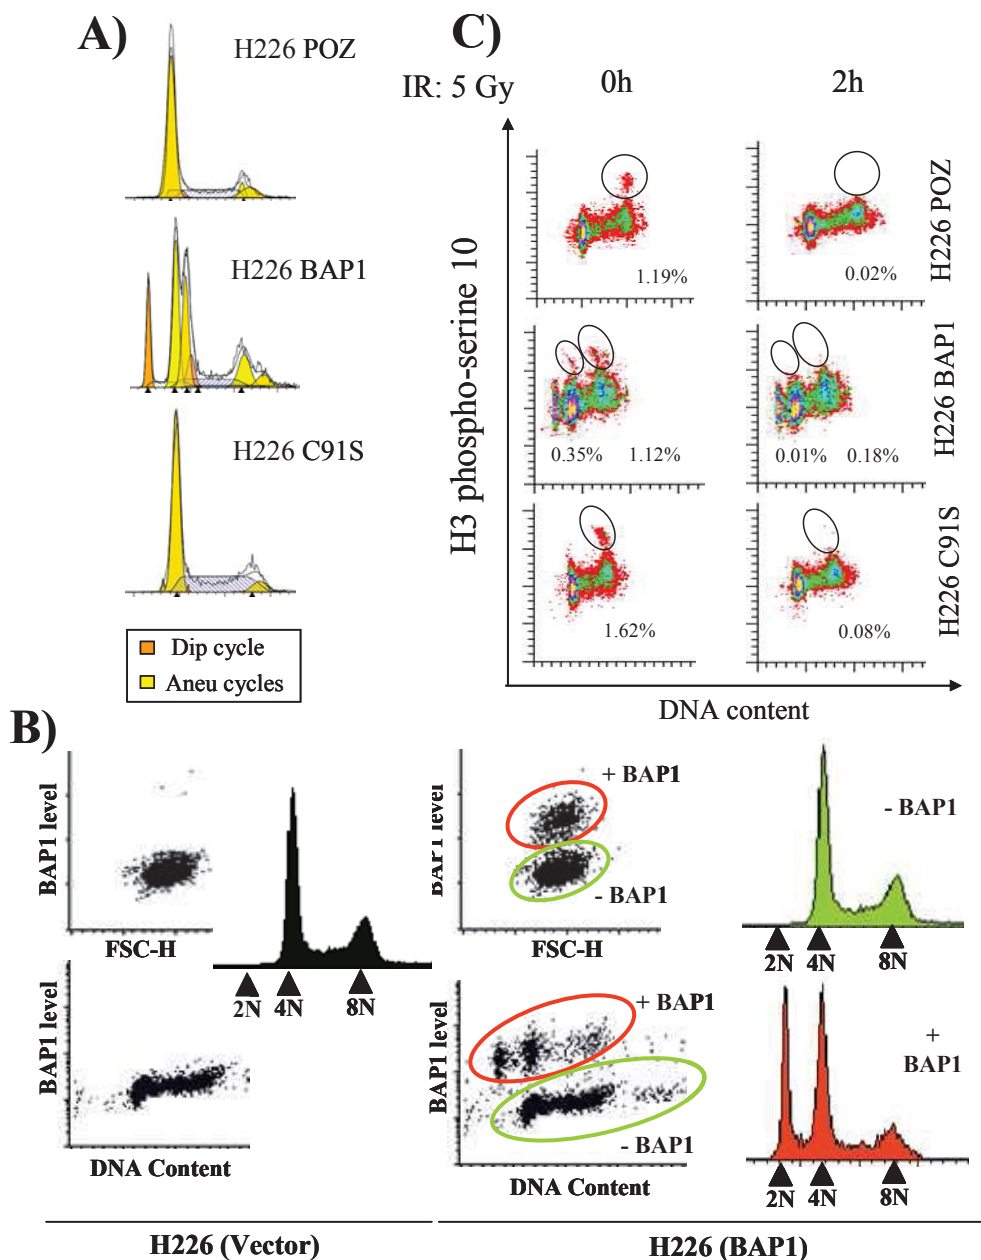 A)
H226 POZ
H226 BAP1
H226 C91S
Dip cycle
Aneu cycles
C)
IR: 5 Gy
0h
2h
H3 phospho-serine 10
1.19%
0.02%
H226 POZ
0.35%
1.12%
0.01%
0.18%
H226 BAP1
1.62%
0.08%
H226 C91S
DNA content
B)
BAP1 level
FSC-H
2N
4N
8N
BAP1 level
DNA Content
H226 (Vector)
BAP1 level
+ BAP1
- BAP1
FSC-H
- BAP1
2N
4N
8N
BAP1 level
+ BAP1
- BAP1
DNA Content
+
BAP1
2N
4N
8N
H226 (BAP1)